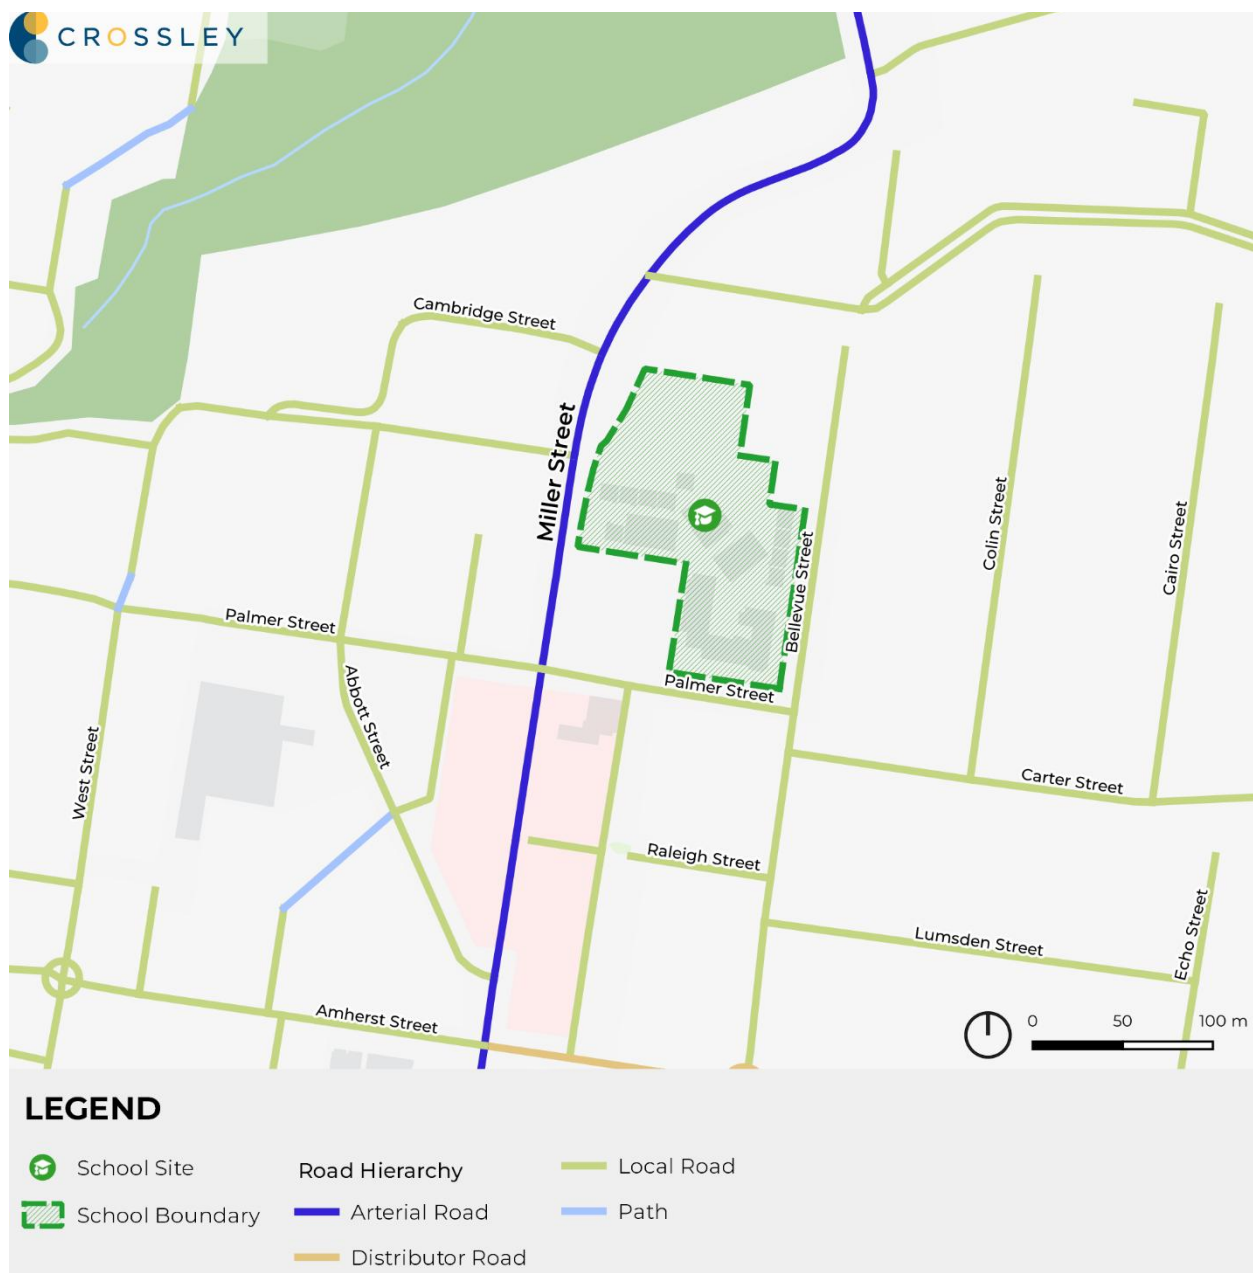 CROSSLEY
Cambridge Street
Miller Street
Colin Street
Cairo Street
Bellevue Street
Palmer Street
Palmer Street
Abbott Street
West Street
Carter Street
Raleigh Street
Lumsden Street
Echo Street
Amherst Street
0 50 100 m
LEGEND
School Site
School Boundary
Road Hierarchy
Arterial Road
Distributor Road
Local Road
Path